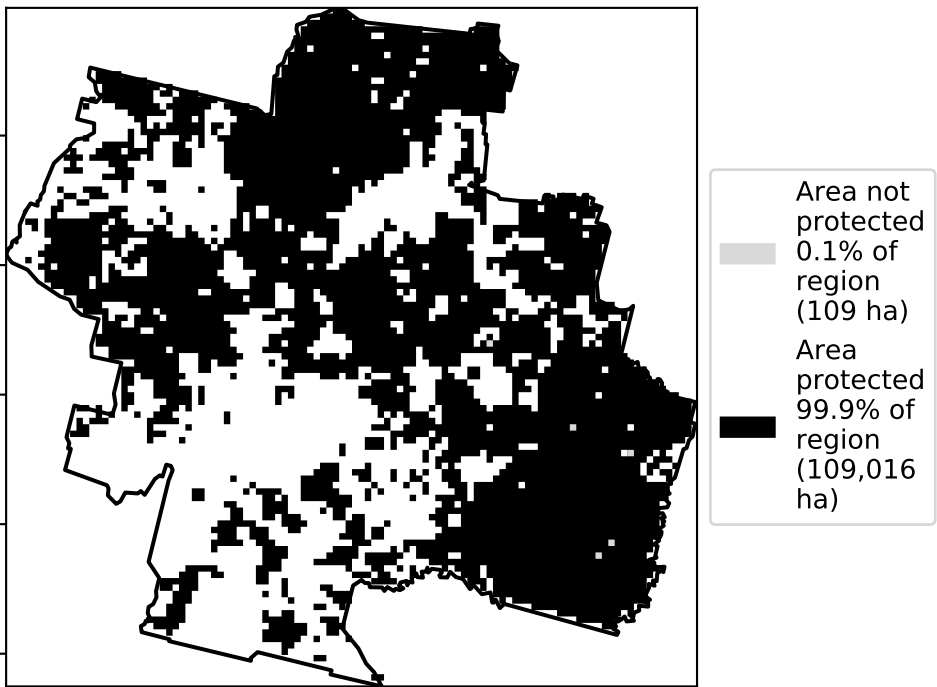 Area not
protected
0.1% of
region
(109 ha)
Area
protected
99.9% of
region
(109,016
ha)